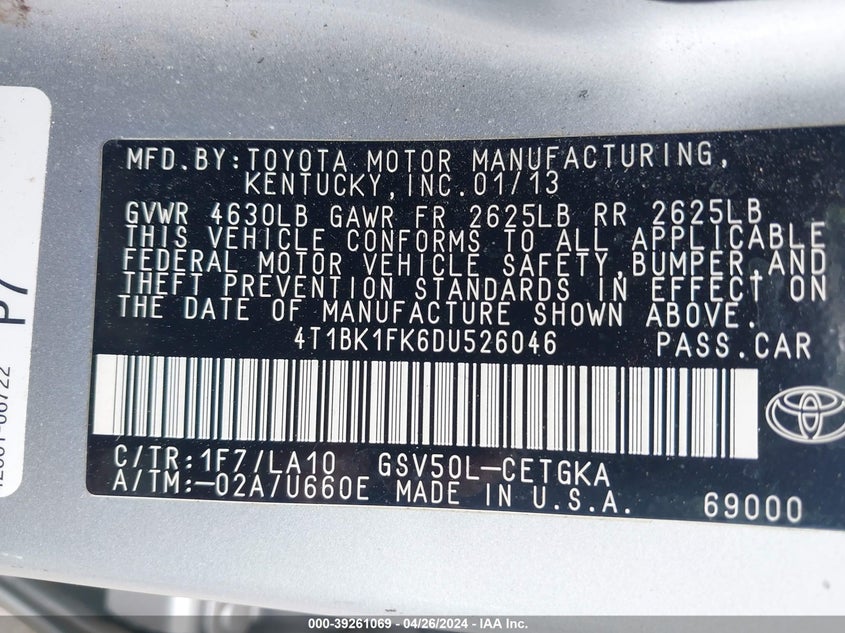 MFD.BY:TOYOTA MOTOR MANUFACTURING,
KENTUCKY,INC.01/13
GVWR 4630LB GAWR FR 2625LB RR 2625LB
THIS VEHICLE CONFORMS TO ALL APPLICABLE
FEDERAL MOTOR VEHICLE SAFETY,BUMPER,AND
THEFT PREVENTION STANDARDS IN EFFECT ON
THE DATE OF MANUFACTURE SHOWN ABOVE.
4T1BK1FK6DU526046 PASS.CAR
C/TR:1F7/LA10 GSV50L-CETGKA
A/TM:-02A/U660E MADE IN U.S.A. 69000
P7
000-39261069 - 04/26/2024 - IAA Inc.